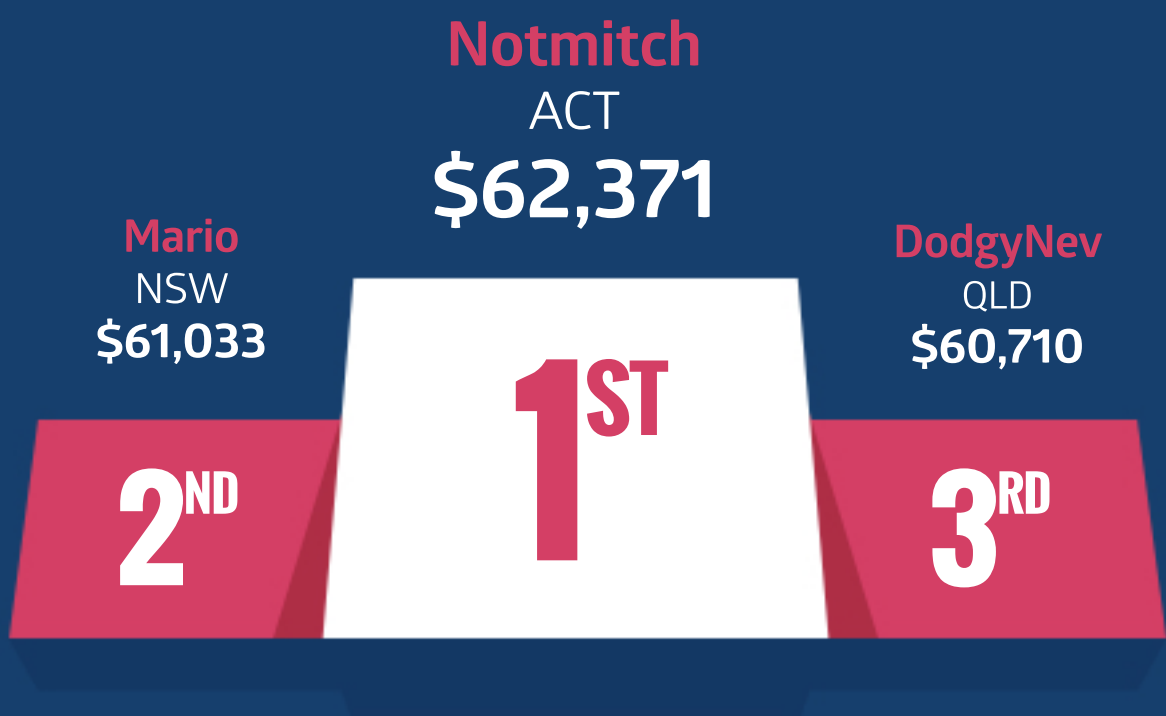 Notmitch
ACT
$62,371
Mario
NSW
$61,033
DodgyNev
QLD
$60,710
1ST
2ND
3RD